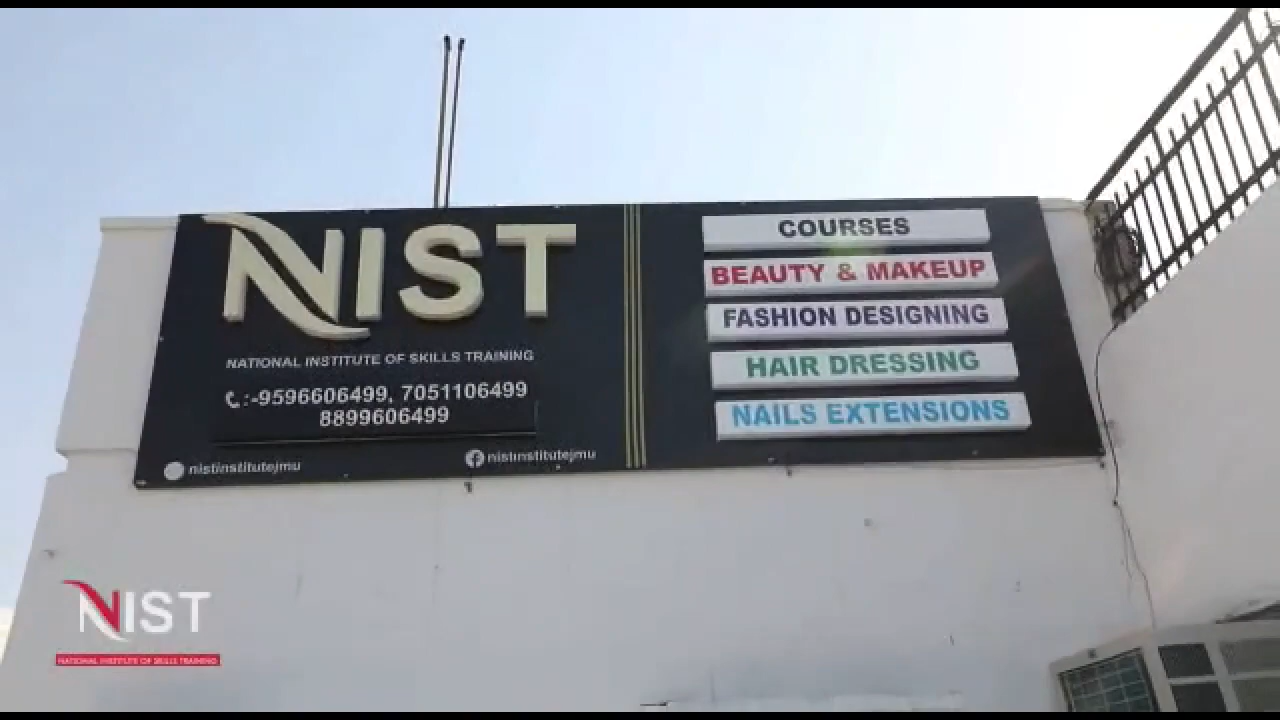 NIST
NATIONAL INSTITUTE OF SKILLS TRAINING
:-9596606499, 7051106499
8899606499
nistinstitutejmu
nistinstitutejmu
COURSES
BEAUTY & MAKEUP
FASHION DESIGNING
HAIR DRESSING
NAILS EXTENSIONS
NIST
NATIONAL INSTITUTE OF SKILLS TRAINING